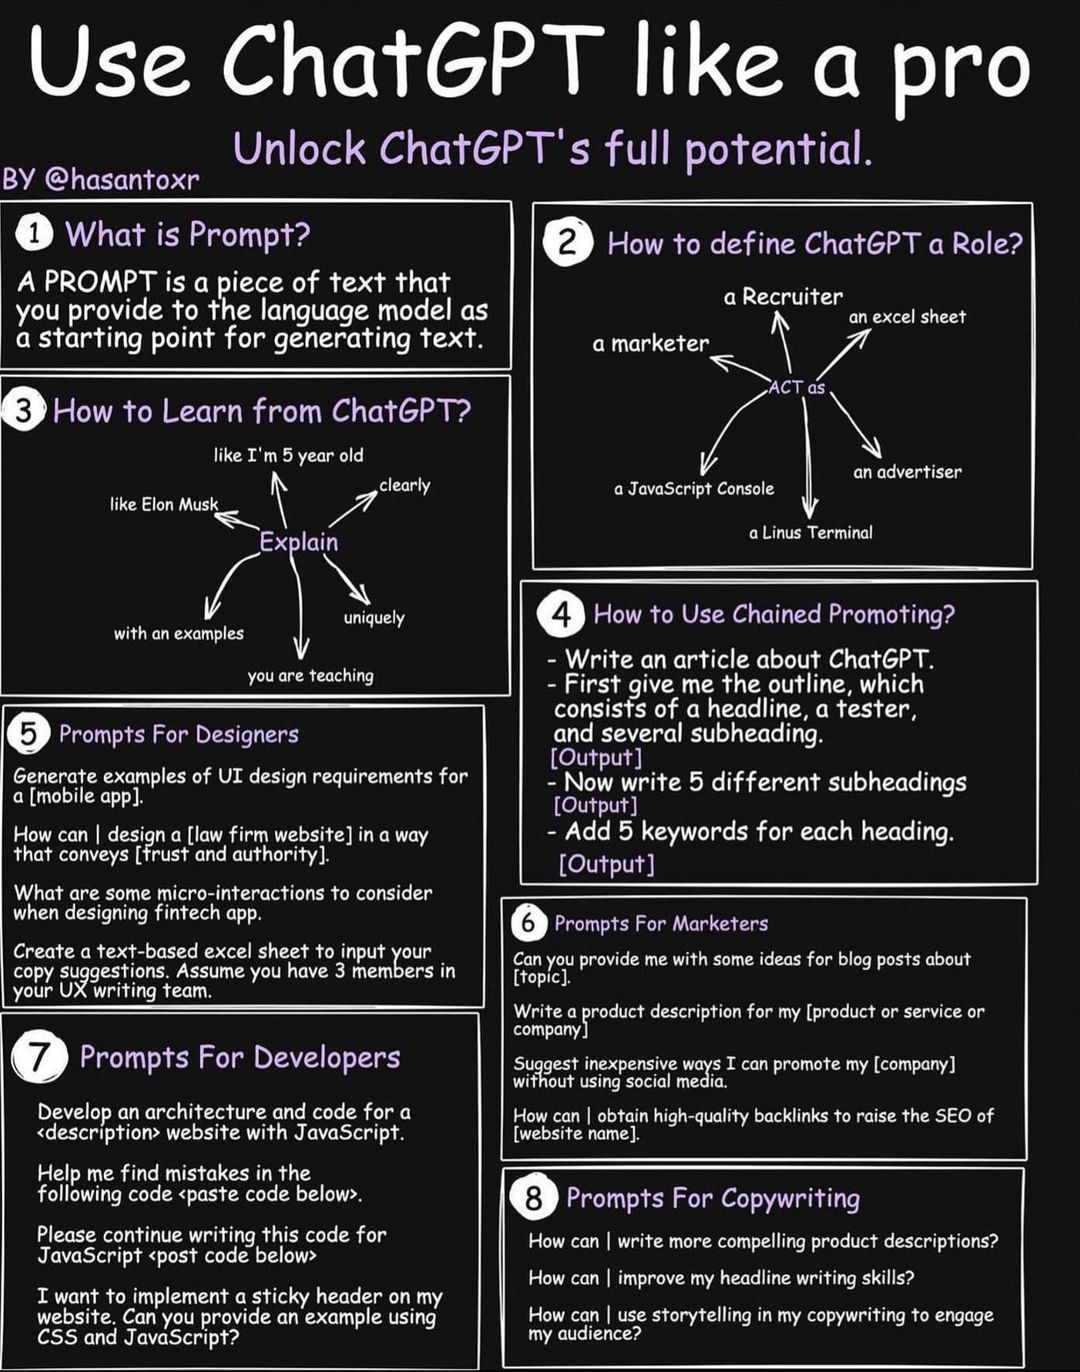 Use ChatGPT like a pro
Unlock ChatGPT's full potential.
BY @hasantoxr
1 What is Prompt?
A PROMPT is a piece of text that
you provide to the language model as
a starting point for generating text.
2 How to define ChatGPT a Role?
a Recruiter
an excel sheet
a marketer
ACT as
an advertiser
a JavaScript Console
a Linus Terminal
3 How to Learn from ChatGPT?
like I'm 5 year old
clearly
like Elon Musk
Explain
uniquely
with an examples
you are teaching
4 How to Use Chained Promoting?
- Write an article about ChatGPT.
- First give me the outline, which
consists of a headline, a tester,
and several subheading.
[Output]
- Now write 5 different subheadings
[Output]
- Add 5 keywords for each heading.
[Output]
5 Prompts For Designers
Generate examples of UI design requirements for
a [mobile app].
How can | design a [law firm website] in a way
that conveys [trust and authority].
What are some micro-interactions to consider
when designing fintech app.
Create a text-based excel sheet to input your
copy suggestions. Assume you have 3 members in
your UX writing team.
6 Prompts For Marketers
Can you provide me with some ideas for blog posts about
[topic].
Write a product description for my [product or service or
company]
Suggest inexpensive ways I can promote my [company]
without using social media.
How can | obtain high-quality backlinks to raise the SEO of
[website name].
7 Prompts For Developers
Develop an architecture and code for a
<description> website with JavaScript.
Help me find mistakes in the
following code <paste code below>.
Please continue writing this code for
JavaScript <post code below>
I want to implement a sticky header on my
website. Can you provide an example using
CSS and JavaScript?
8 Prompts For Copywriting
How can | write more compelling product descriptions?
How can | improve my headline writing skills?
How can | use storytelling in my copywriting to engage
my audience?